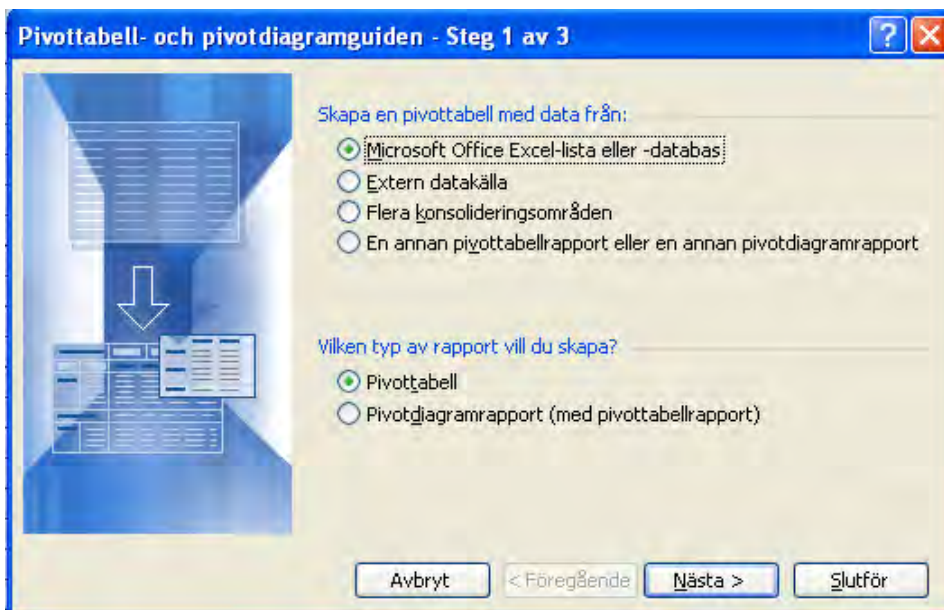 Pivottabell- och pivotdiagramguiden - Steg 1 av 3
Skapa en pivottabell med data från:
Microsoft Office Excel-lista eller -databas
Extern datakälla
Flera konsolideringsområden
En annan pivottabellrapport eller en annan pivotdiagramrapport
Vilken typ av rapport vill du skapa?
Pivottabell
Pivotdiagramrapport (med pivottabellrapport)
Avbryt < Föregående Nästa > Slutför